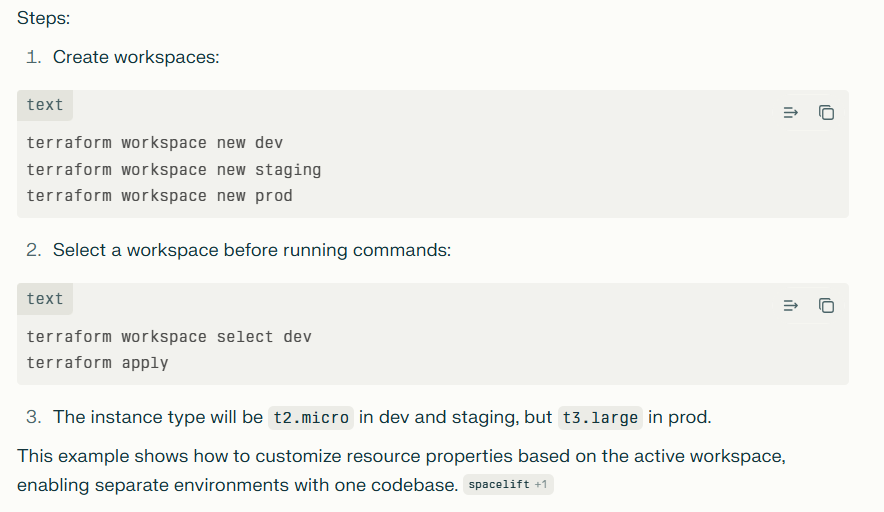 Steps:
1. Create workspaces:
text
terraform workspace new dev
terraform workspace new staging
terraform workspace new prod
2. Select a workspace before running commands:
text
terraform workspace select dev
terraform apply
3. The instance type will be t2.micro in dev and staging, but t3.large in prod.
This example shows how to customize resource properties based on the active workspace,
enabling separate environments with one codebase. spacelift +1